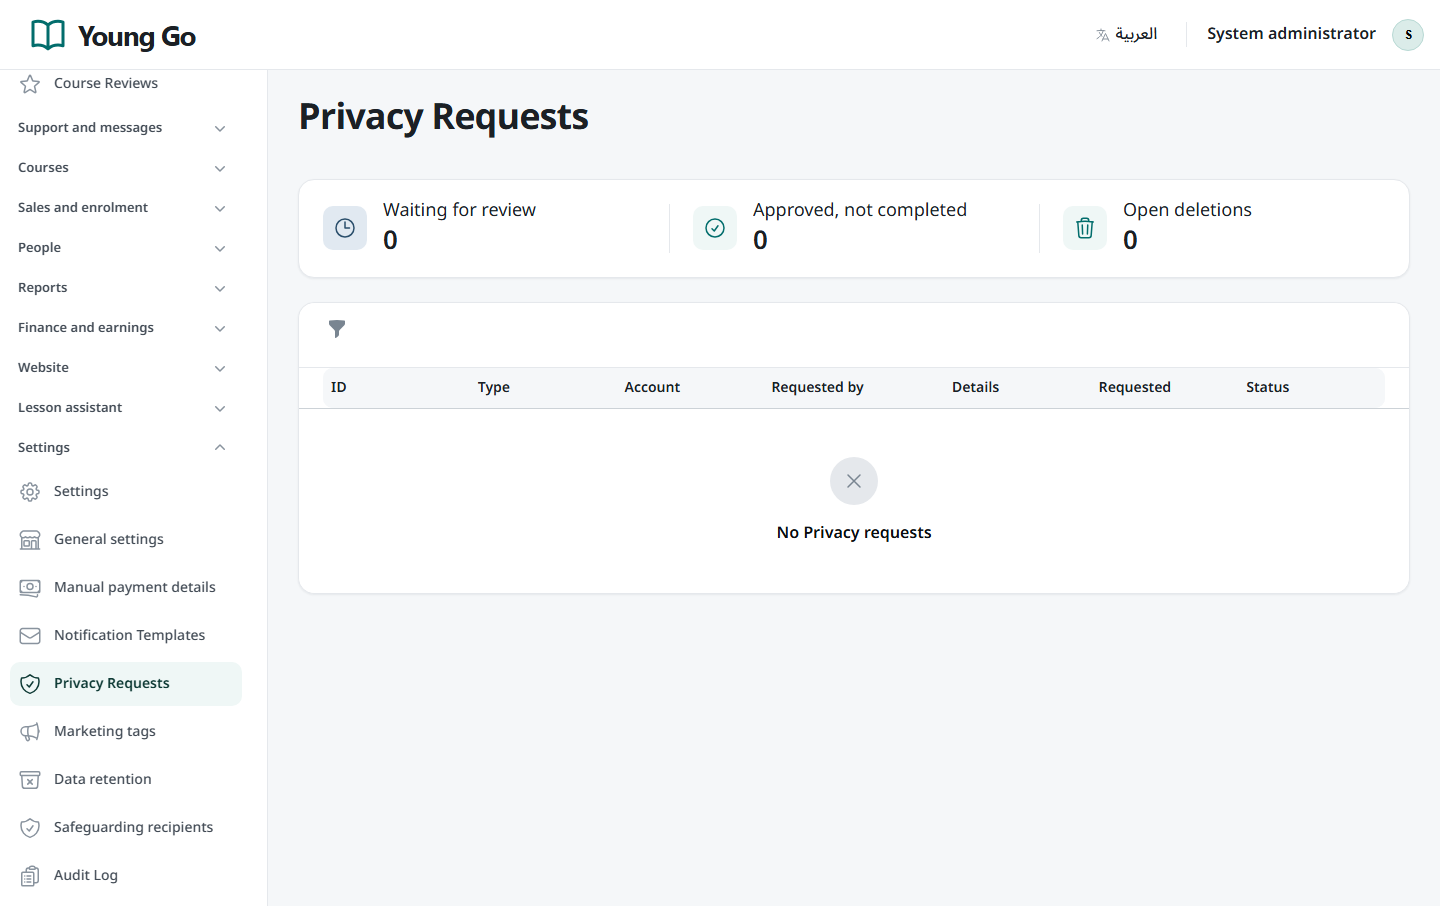 Young Go
العربية
System administrator
S
Course Reviews
Support and messages
Courses
Sales and enrolment
People
Reports
Finance and earnings
Website
Lesson assistant
Settings
Settings
General settings
Manual payment details
Notification Templates
Privacy Requests
Marketing tags
Data retention
Safeguarding recipients
Audit Log
Privacy Requests
Waiting for review
0
Approved, not completed
0
Open deletions
0
ID Type Account Requested by Details Requested Status
No Privacy requests